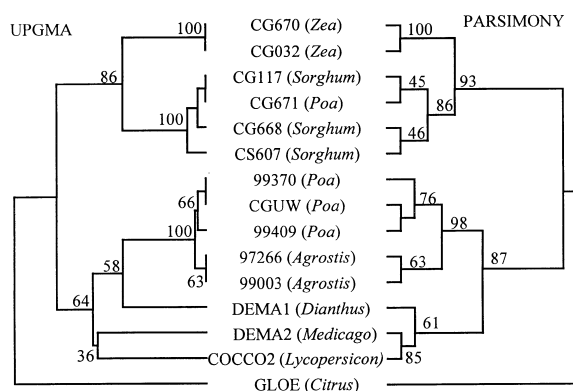 UPGMA
PARSIMONY
100 CG670 (Zea) 100
CG032 (Zea)
86 CG117 (Sorghum) 45 93
CG671 (Poa) 86
100 CG668 (Sorghum) 46
CS607 (Sorghum)
99370 (Poa) 76
66 CGUW (Poa)
100 99409 (Poa) 98
58 97266 (Agrostis) 63 87
63 99003 (Agrostis)
64 DEMA1 (Dianthus) 61
DEMA2 (Medicago)
36 COCCO2 (Lycopersicon) 85
GLOE (Citrus)